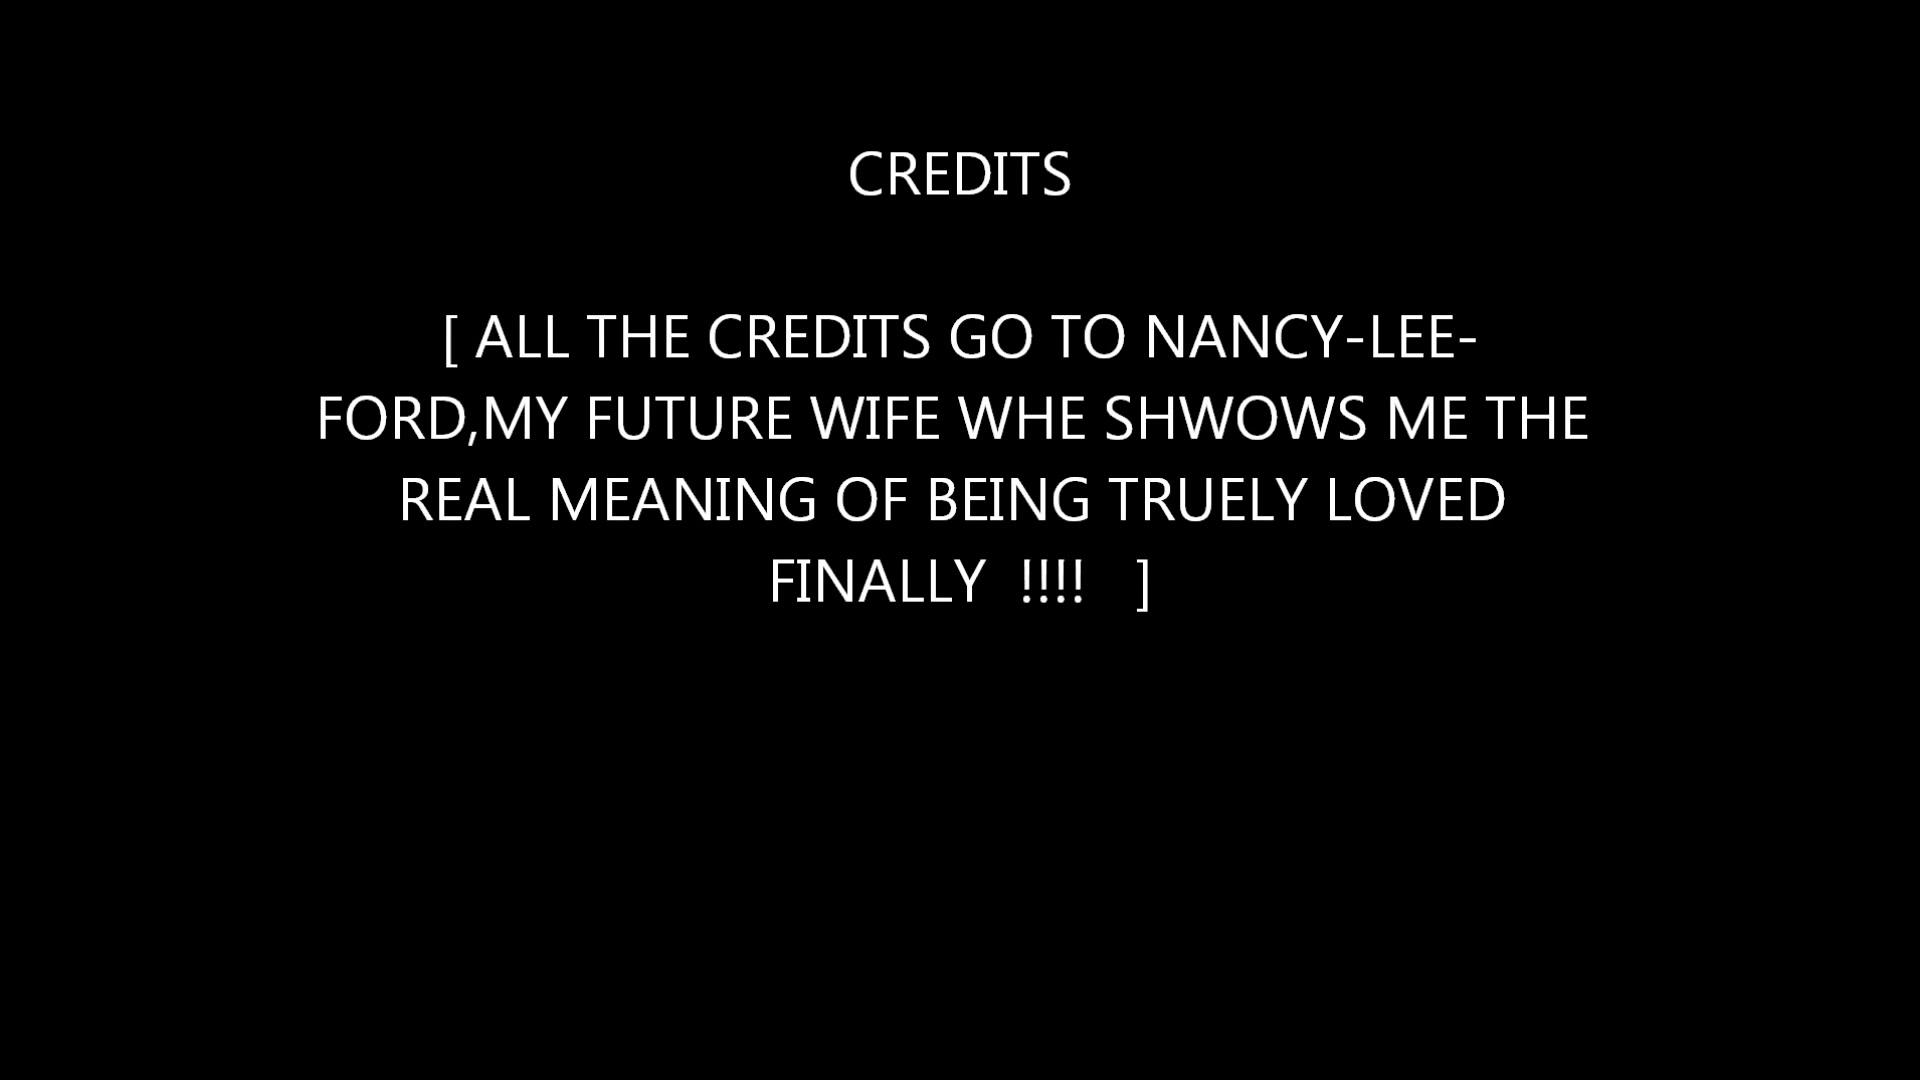 CREDITS
[ ALL THE CREDITS GO TO NANCY-LEE-
FORD,MY FUTURE WIFE WHE SHWOWS ME THE
REAL MEANING OF BEING TRUELY LOVED
FINALLY  !!!!   ]